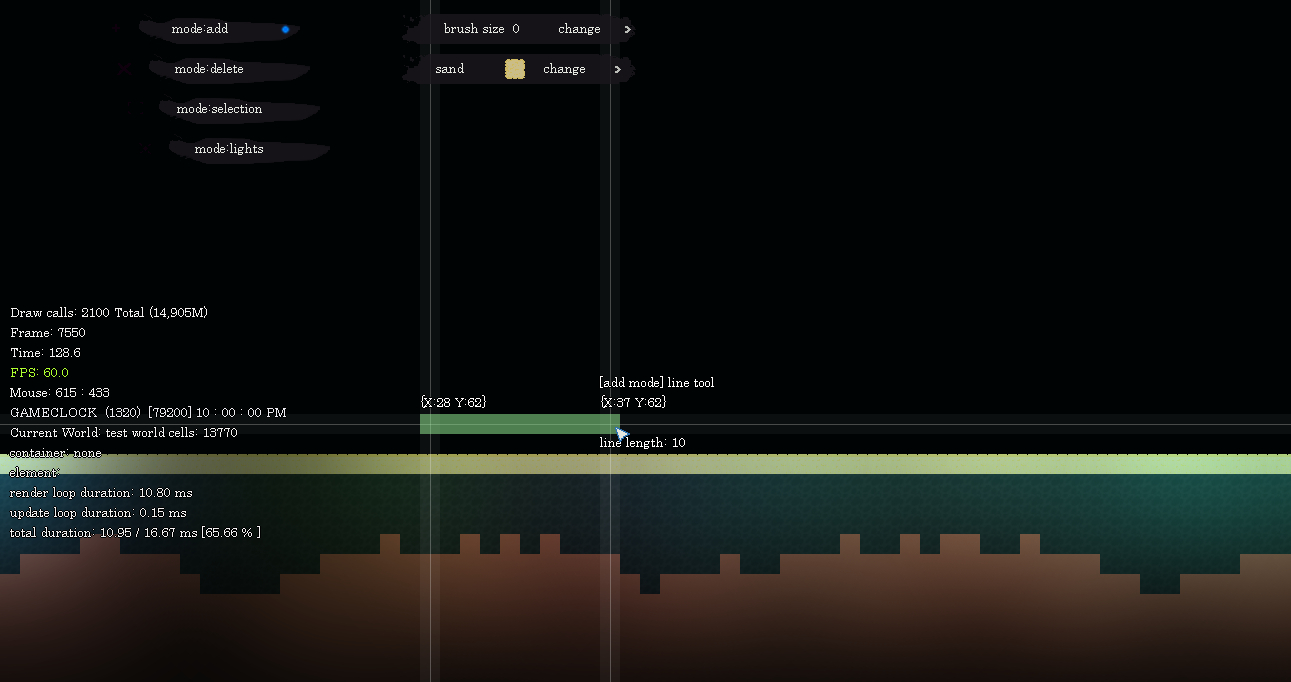 mode:add
brush size 0 change
mode:delete
sand change
mode:selection
mode:lights
Draw calls: 2100 Total (14,905M)
Frame: 7550
Time: 128.6
FPS: 60.0
Mouse: 615 : 433
GAMECLOCK (1320) [79200] 10 : 00 : 00 PM
Current World: test world cells: 13770
container: none
element:
render loop duration: 10.80 ms
update loop duration: 0.15 ms
total duration: 10.95 / 16.67 ms [65.66 % ]
[add mode] line tool
{X:28 Y:62}
{X:37 Y:62}
line length: 10